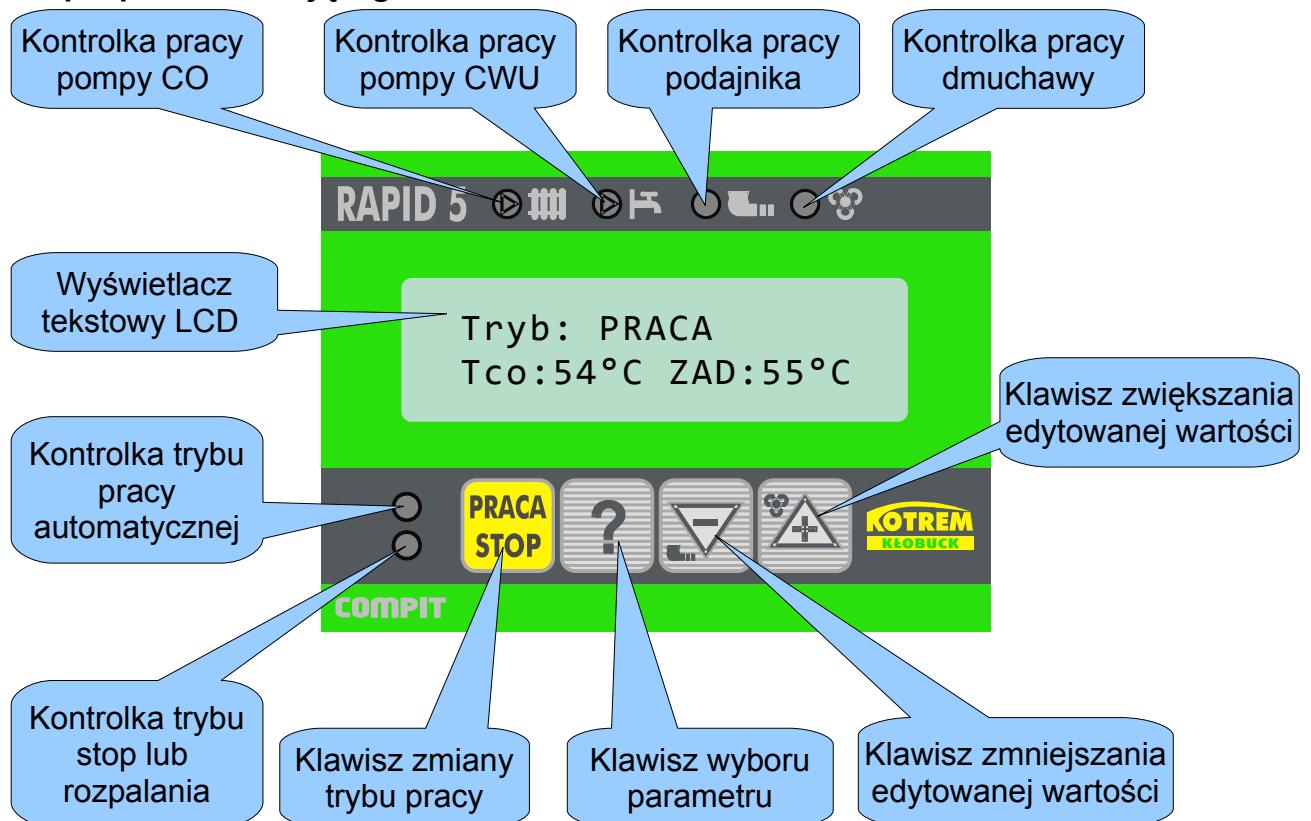 Kontrolka pracy
pompy CO
Kontrolka pracy
pompy CWU
Kontrolka pracy
podajnika
Kontrolka pracy
dmuchawy
RAPID 5
Wyświetlacz
tekstowy LCD
Tryb: PRACA
Tco:54°C ZAD:55°C
Klawisz zwiększania
edytowanej wartości
Kontrolka trybu
pracy
automatycznej
PRACA
STOP
?
KOTREM
KŁOBUCK
COMPIT
Kontrolka trybu
stop lub
rozpalania
Klawisz zmiany
trybu pracy
Klawisz wyboru
parametru
Klawisz zmniejszania
edytowanej wartości